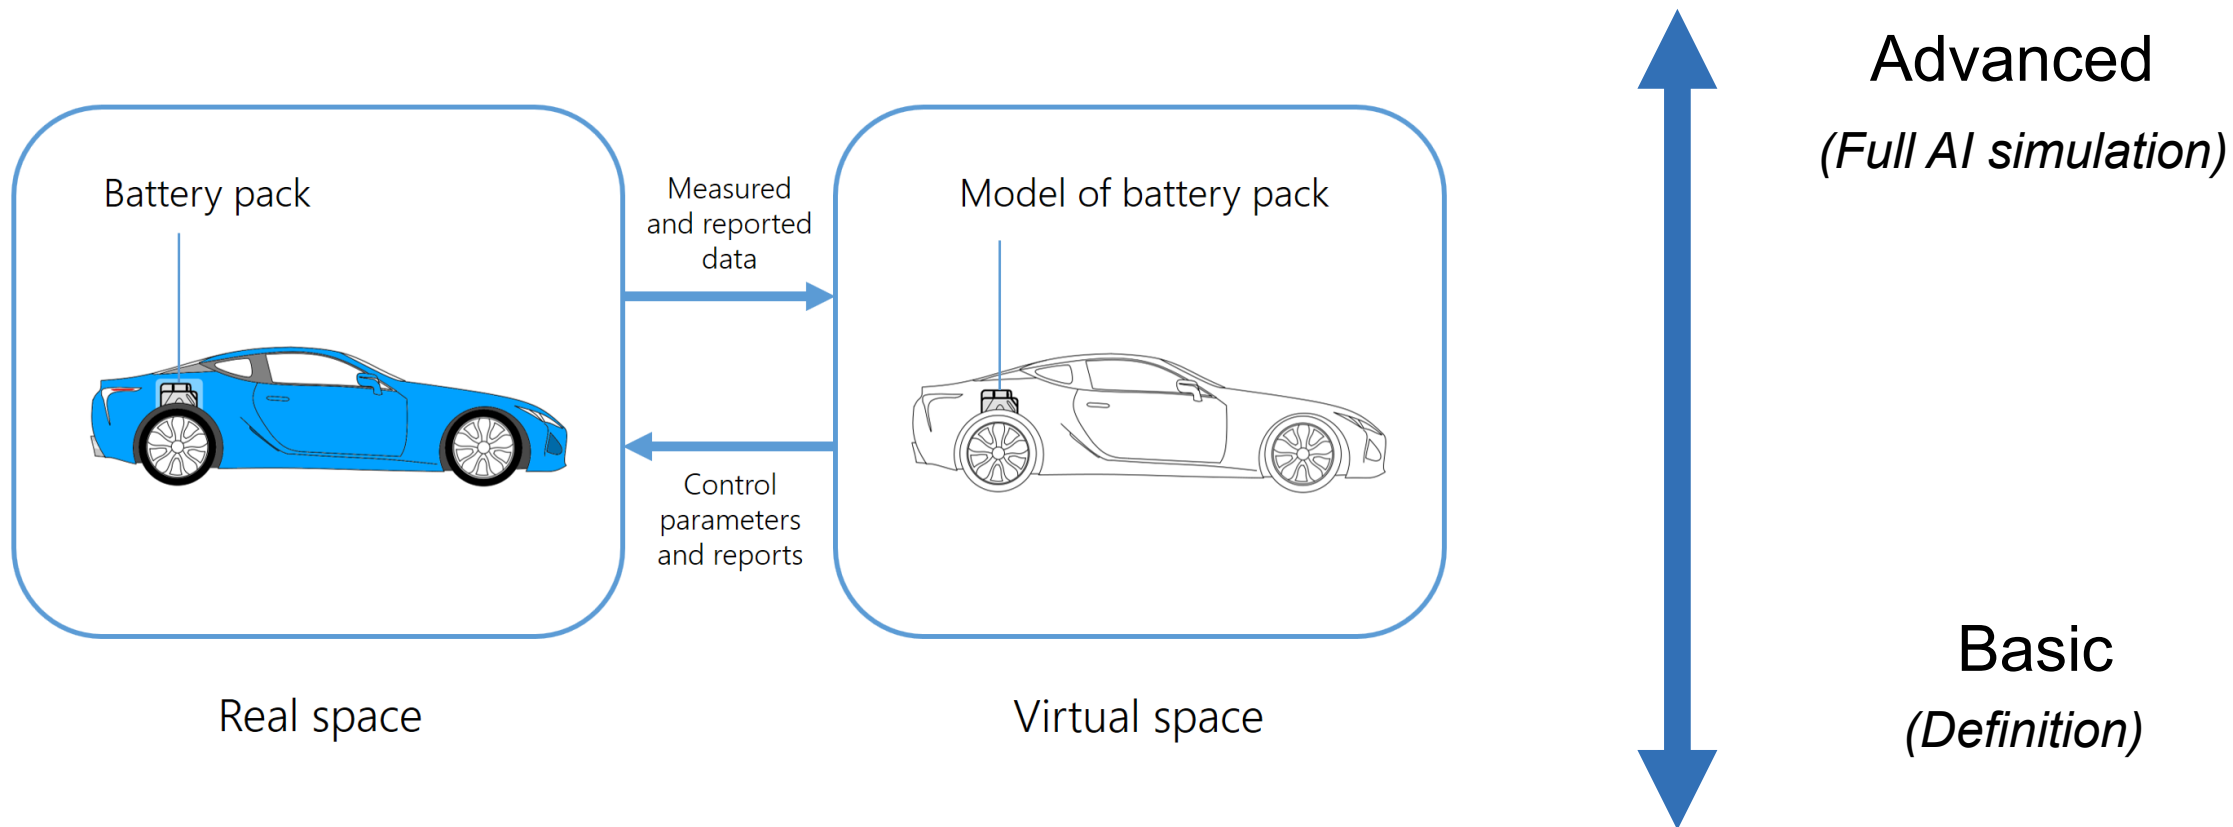 Battery pack
Measured
and reported
data
Control
parameters
and reports
Model of battery pack
Real space
Virtual space
Advanced
(Full AI simulation)
Basic
(Definition)